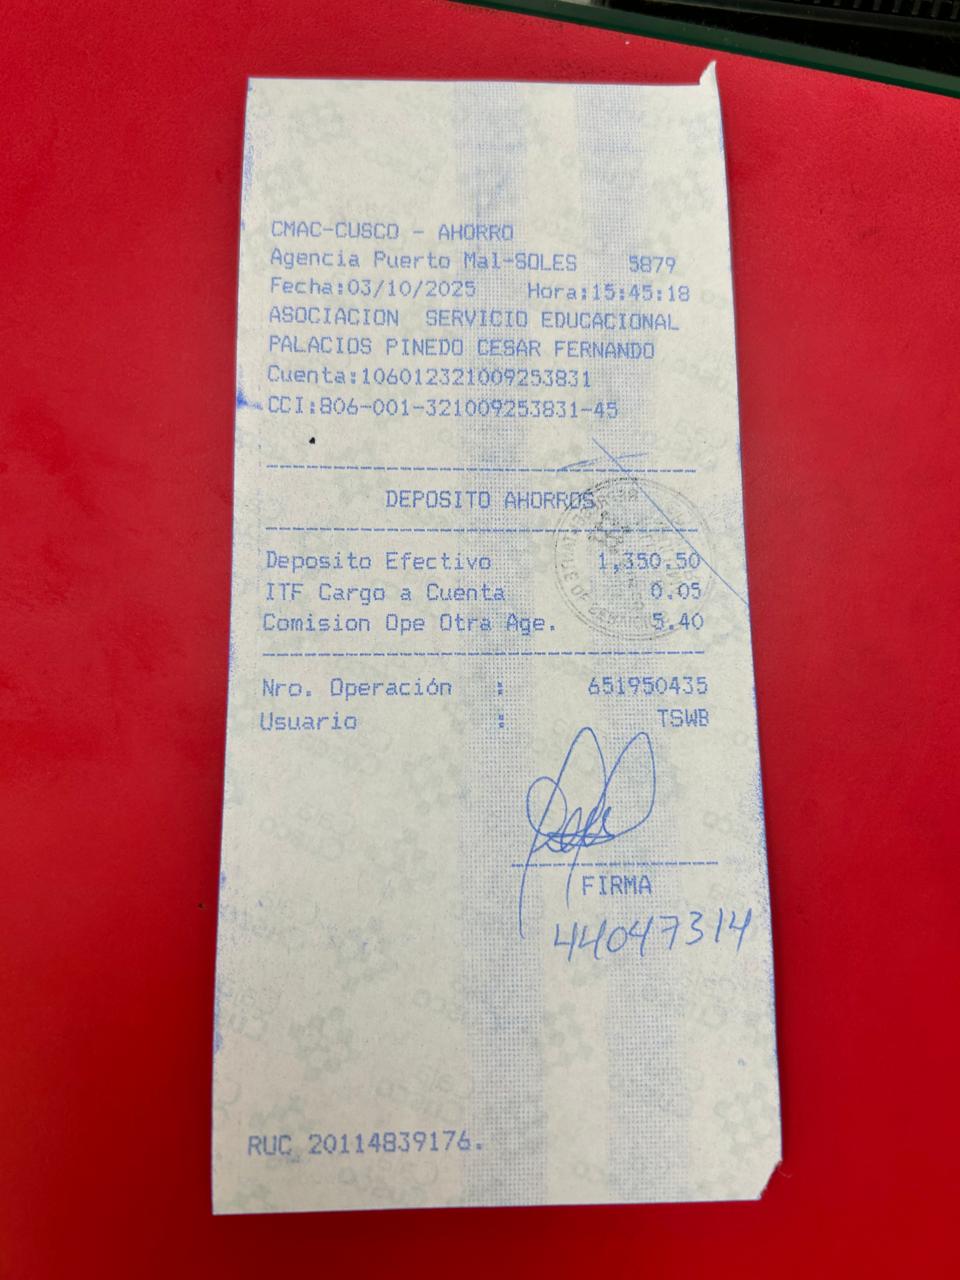 CMAC-CUSCO - AHORRO
Agencia Puerto Mal-SOLES 5879
Fecha:03/10/2025 Hora:15:45:18
ASOCIACION SERVICIO EDUCACIONAL
PALACIOS PINEDO CESAR FERNANDO
Cuenta:106012321009253831
CCI:806-001-321009253831-45
DEPOSITO AHORROS
Deposito Efectivo 1,350.50
ITF Cargo a Cuenta 0.05
Comision Ope Otra Age. 5.40
Nro. Operación : 651950435
Usuario : TSWB
FIRMA
44047314
RUC 20114839176.